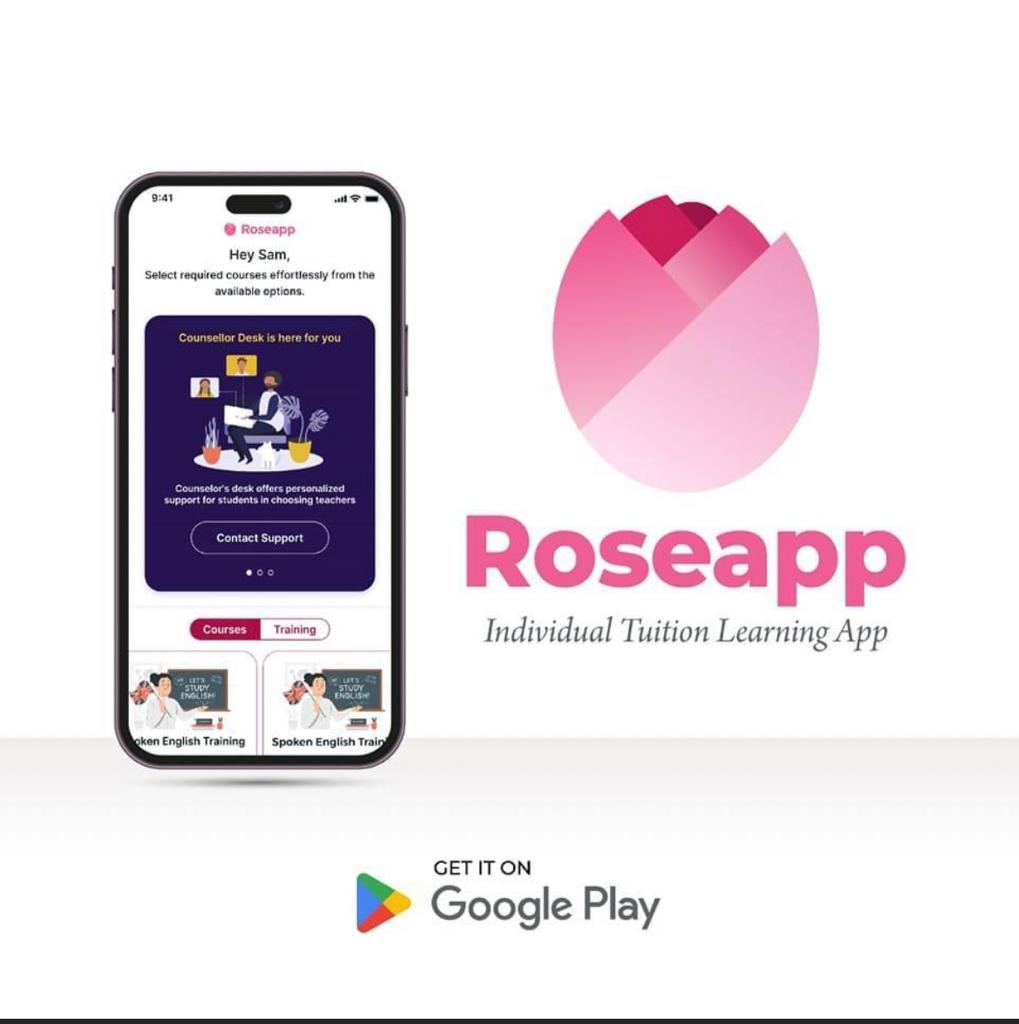 9:41
Roseapp
Hey Sam,
Select required courses effortlessly from the
available options.
Counsellor Desk is here for you
Counselor's desk offers personalized
support for students in choosing teachers
Contact Support
Courses Training
LET'S
STUDY
ENGLISH!
LET'S
STUDY
ENGLISH!
oken English Training
Spoken English Train
Roseapp
Individual Tuition Learning App
GET IT ON
Google Play